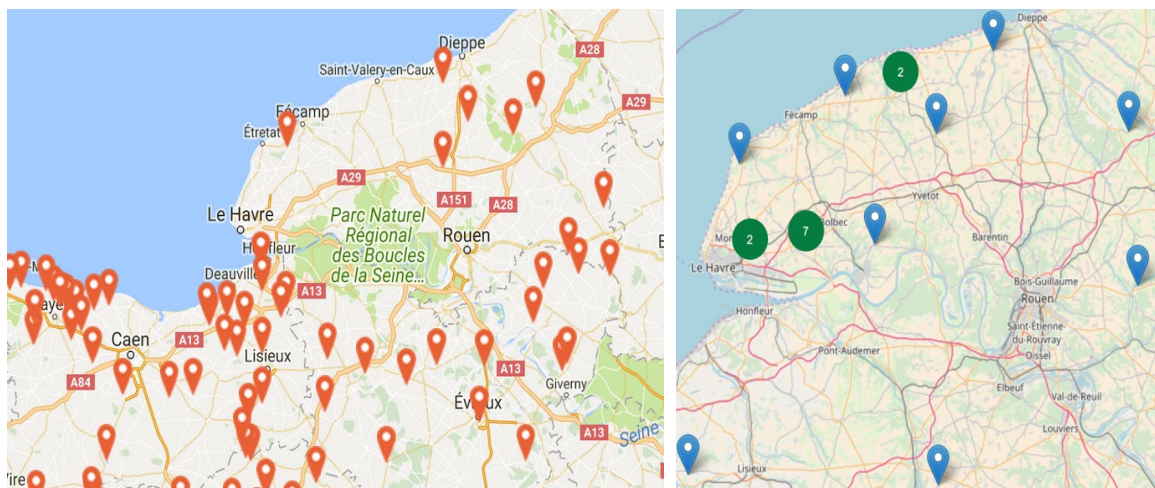 Dieppe
A28
Saint-Valery-en-Caux
A29
Fécamp
Étretat
A29
A151
A28
Le Havre
Parc Naturel
Régional
des Boucles
de la Seine...
Rouen
Deauville
A13
Caen
A13
Lisieux
A84
A13
Giverny
Évreux
A13
Seine
Vire
Dieppe
2
Fécamp
Yvetot
2
7
Bolbec
Barentin
Le Havre
Bois-Guillaume
Rouen
Honfleur
Saint-Étienne-
du-Rouvray
Pont-Audemer
Oissel
Elbeuf
Val-de-Reuil
Louviers
Lisieux